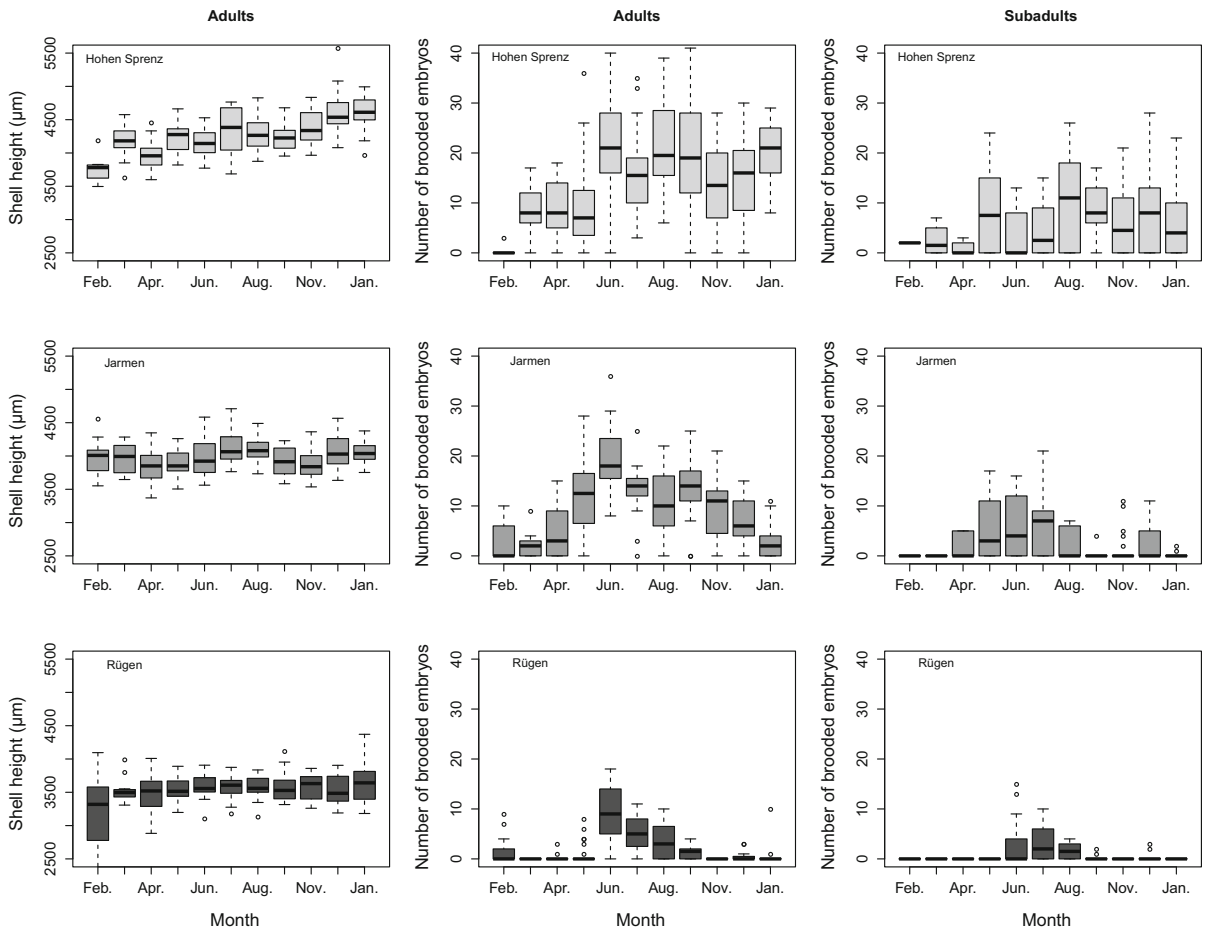 Adults
Adults
Subadults
Hohen Sprenz
Shell height (µm)
5500
4500
3500
2500
Feb. Apr. Jun. Aug. Nov. Jan.
Hohen Sprenz
Number of brooded embryos
40
30
20
10
0
Feb. Apr. Jun. Aug. Nov. Jan.
Hohen Sprenz
Number of brooded embryos
40
30
20
10
0
Feb. Apr. Jun. Aug. Nov. Jan.
Jarmen
Shell height (µm)
5500
4500
3500
2500
Feb. Apr. Jun. Aug. Nov. Jan.
Jarmen
Number of brooded embryos
40
30
20
10
0
Feb. Apr. Jun. Aug. Nov. Jan.
Jarmen
Number of brooded embryos
40
30
20
10
0
Feb. Apr. Jun. Aug. Nov. Jan.
Rügen
Shell height (µm)
5500
4500
3500
2500
Feb. Apr. Jun. Aug. Nov. Jan.
Month
Rügen
Number of brooded embryos
40
30
20
10
0
Feb. Apr. Jun. Aug. Nov. Jan.
Month
Rügen
Number of brooded embryos
40
30
20
10
0
Feb. Apr. Jun. Aug. Nov. Jan.
Month